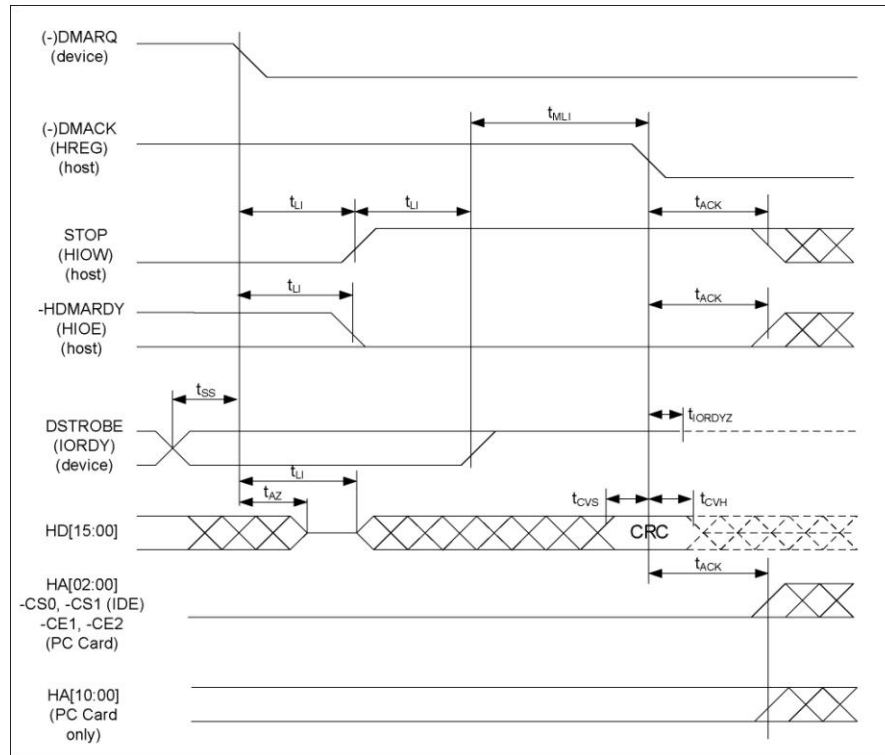 (-)DMARQ
(device)
(-)DMACK
(HREG)
(host)
tMLI
tLI
tLI
tACK
STOP
(HIOW)
(host)
tLI
tACK
-HDMARDY
(HIOE)
(host)
tSS
DSTROBE
(IORDY)
(device)
tIORDYZ
tLI
tAZ
tCVS
tCVH
HD[15:00]
CRC
tACK
HA[02:00]
-CS0, -CS1 (IDE)
-CE1, -CE2
(PC Card)
HA[10:00]
(PC Card
only)